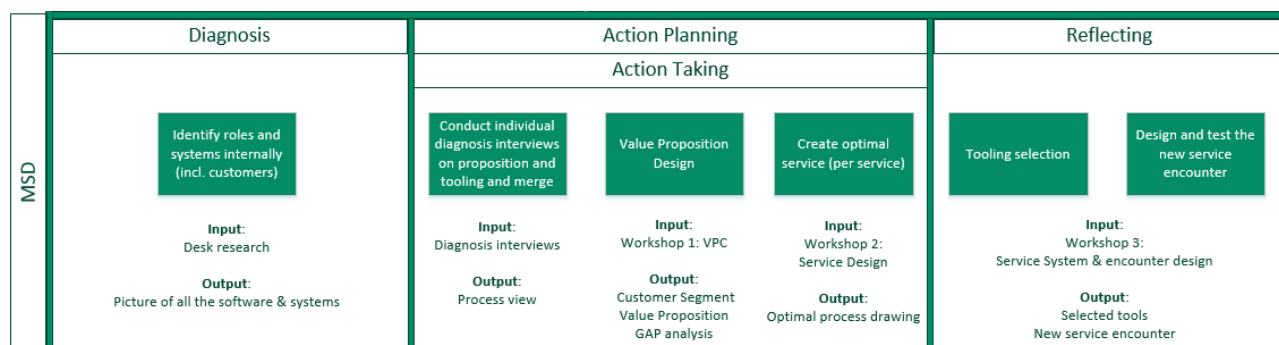 MSD
Diagnosis
Identify roles and
systems internally
(incl. customers)
Input:
Desk research
Output:
Picture of all the software & systems
Action Planning
Action Taking
Conduct individual
diagnosis interviews
on proposition and
tooling and merge
Input:
Diagnosis interviews
Output:
Process view
Value Proposition
Design
Input:
Workshop 1: VPC
Output:
Customer Segment
Value Proposition
GAP analysis
Create optimal
service (per service)
Input:
Workshop 2:
Service Design
Output:
Optimal process drawing
Reflecting
Tooling selection
Design and test the
new service
encounter
Input:
Workshop 3:
Service System & encounter design
Output:
Selected tools
New service encounter